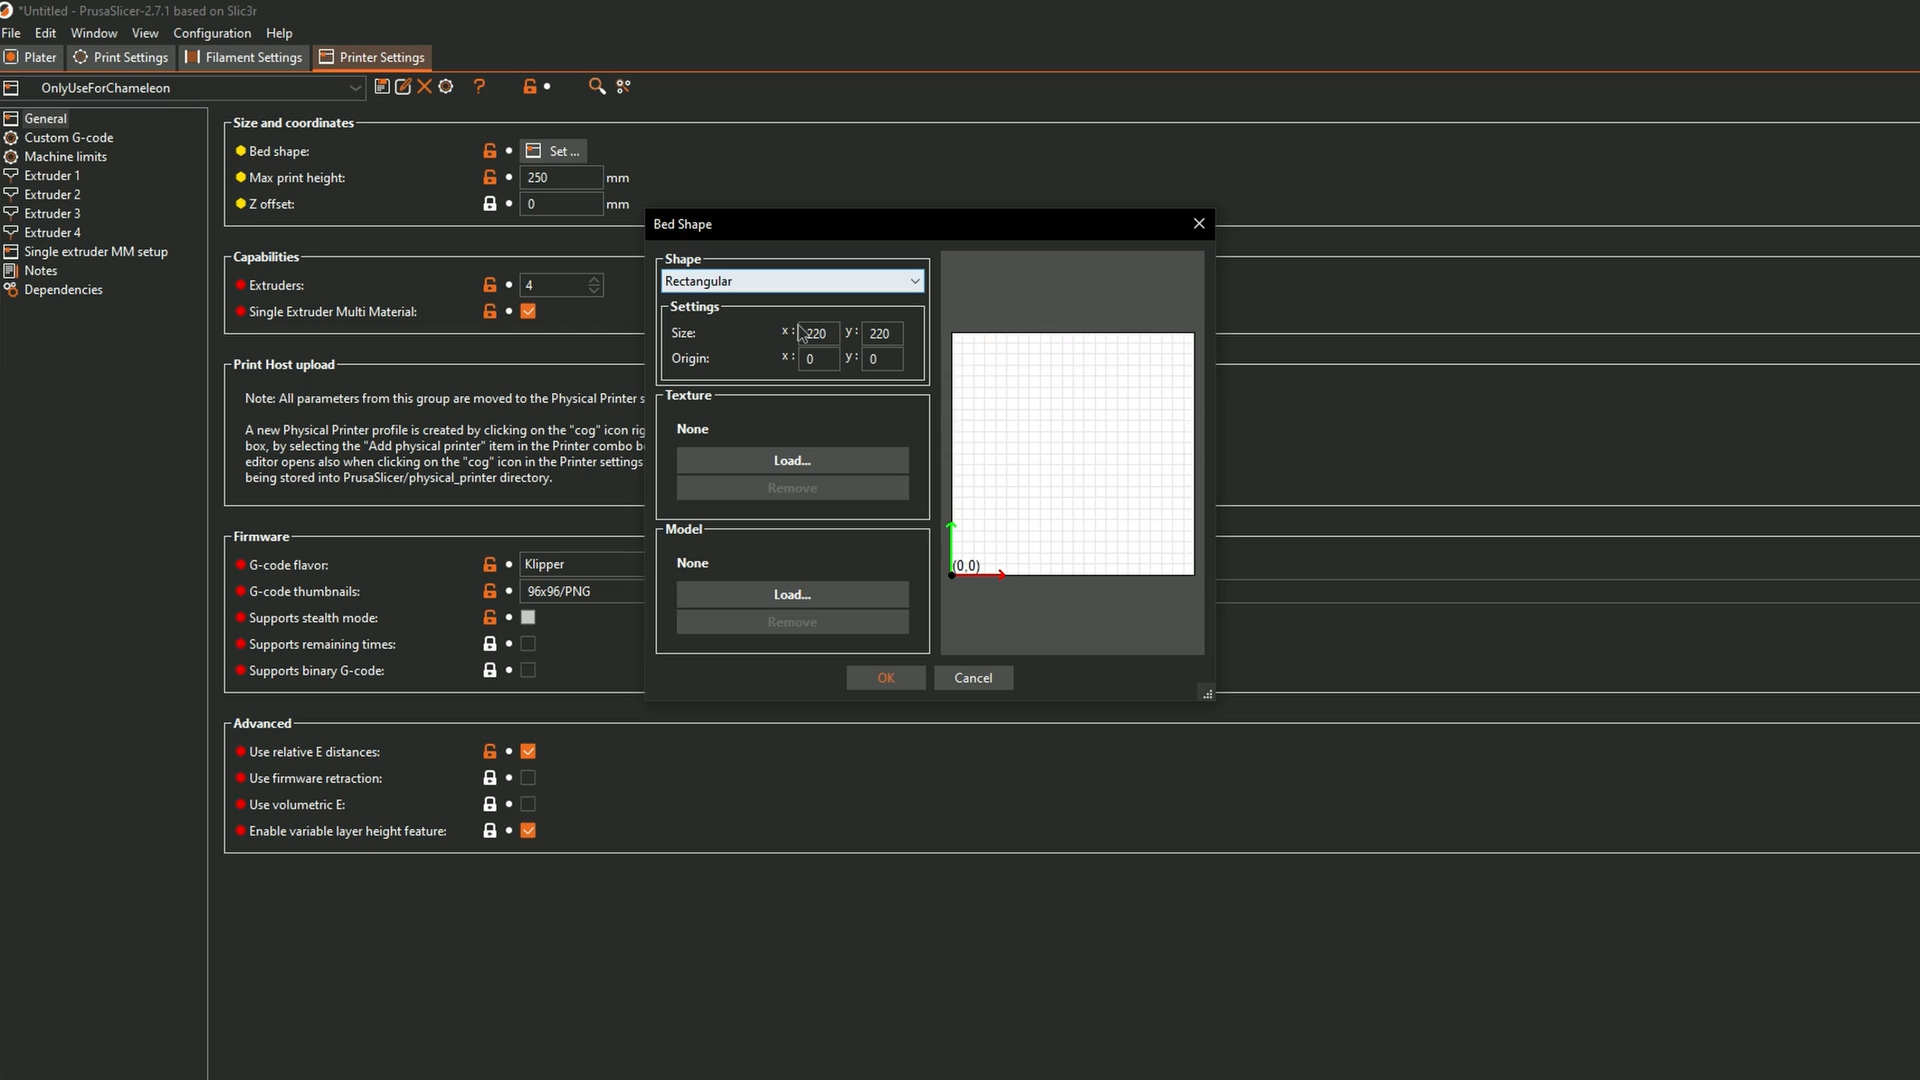 *Untitled - PrusaSlicer-2.7.1 based on Slic3r
File Edit Window View Configuration Help
Plater Print Settings Filament Settings Printer Settings
OnlyUseForChameleon
General
Custom G-code
Machine limits
Extruder 1
Extruder 2
Extruder 3
Extruder 4
Single extruder MM setup
Notes
Dependencies
Size and coordinates
Bed shape: Set ...
Max print height: 250 mm
Z offset: 0 mm
Capabilities
Extruders: 4
Single Extruder Multi Material:
Print Host upload
Note: All parameters from this group are moved to the Physical Printer s
A new Physical Printer profile is created by clicking on the "cog" icon rig
box, by selecting the "Add physical printer" item in the Printer combo b
editor opens also when clicking on the "cog" icon in the Printer settings
being stored into PrusaSlicer/physical_printer directory.
Firmware
G-code flavor: Klipper
G-code thumbnails: 96x96/PNG
Supports stealth mode:
Supports remaining times:
Supports binary G-code:
Advanced
Use relative E distances:
Use firmware retraction:
Use volumetric E:
Enable variable layer height feature:
Bed Shape
Shape
Rectangular
Settings
Size: x: 220 y: 220
Origin: x: 0 y: 0
Texture
None
Load...
Remove
Model
None
Load...
Remove
(0,0)
OK Cancel